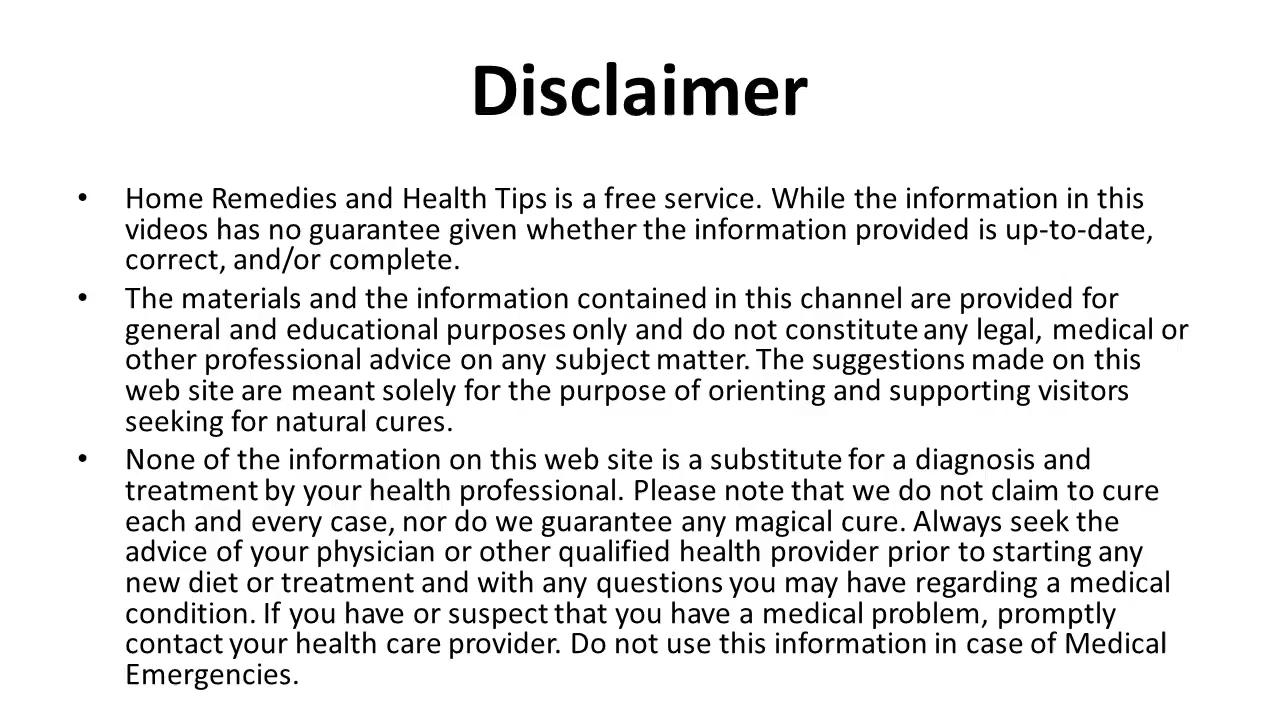 Disclaimer
• Home Remedies and Health Tips is a free service. While the information in this
videos has no guarantee given whether the information provided is up-to-date,
correct, and/or complete.
• The materials and the information contained in this channel are provided for
general and educational purposes only and do not constitute any legal, medical or
other professional advice on any subject matter. The suggestions made on this
web site are meant solely for the purpose of orienting and supporting visitors
seeking for natural cures.
• None of the information on this web site is a substitute for a diagnosis and
treatment by your health professional. Please note that we do not claim to cure
each and every case, nor do we guarantee any magical cure. Always seek the
advice of your physician or other qualified health provider prior to starting any
new diet or treatment and with any questions you may have regarding a medical
condition. If you have or suspect that you have a medical problem, promptly
contact your health care provider. Do not use this information in case of Medical
Emergencies.